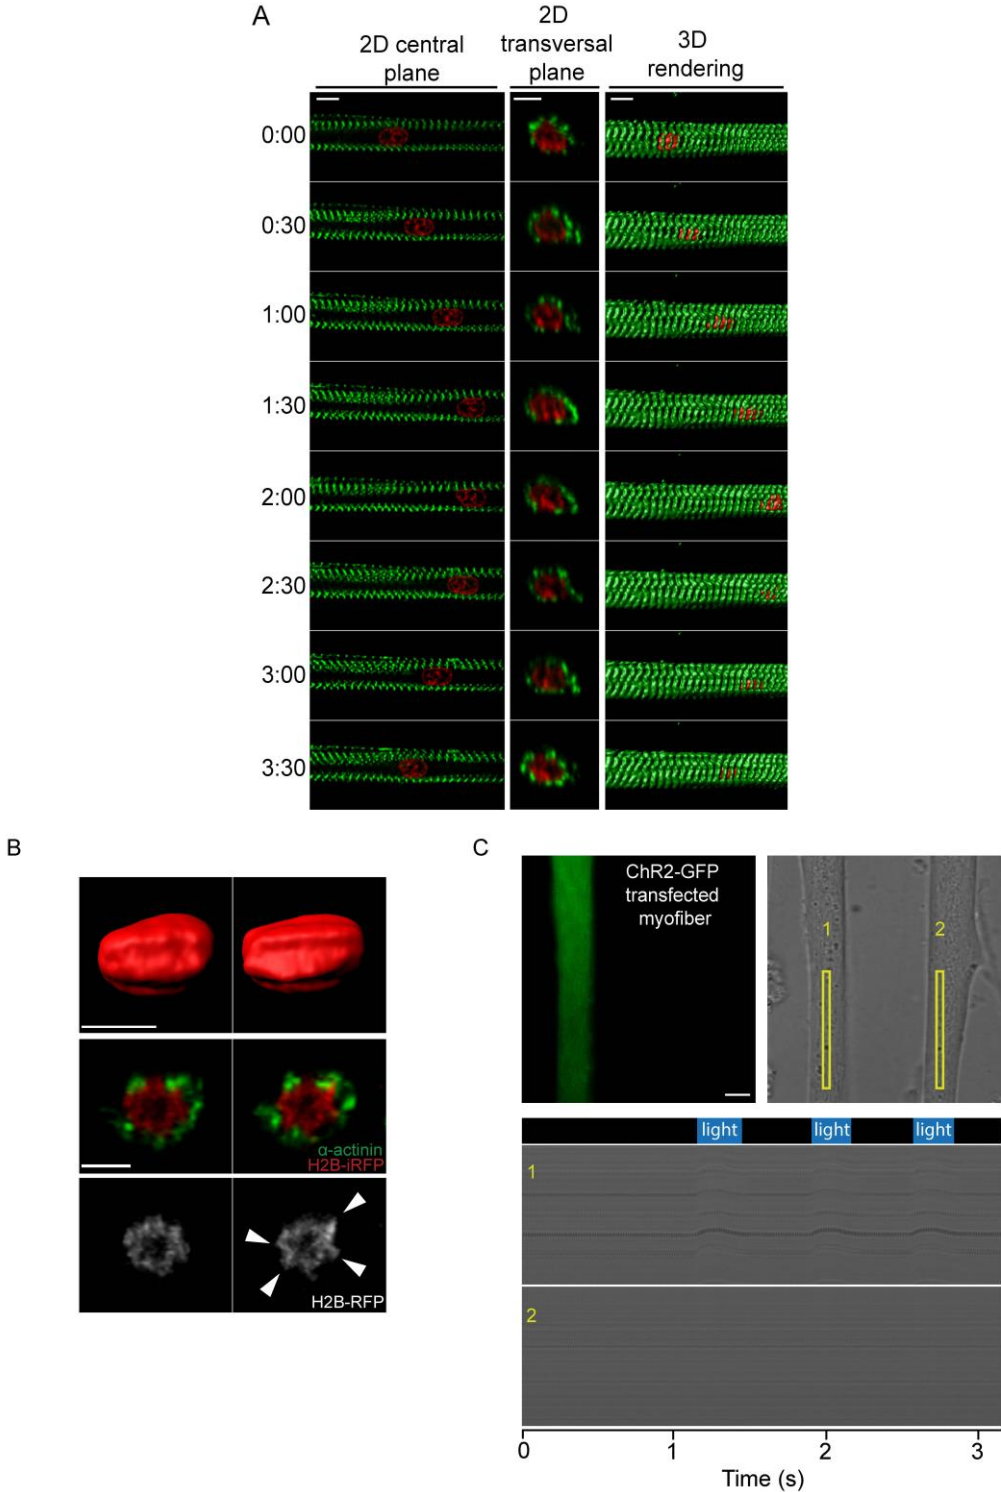 A
2D central
plane
2D
transversal
plane
3D
rendering
0:00
0:30
1:00
1:30
2:00
2:30
3:00
3:30
B
α-actinin
H2B-iRFP
H2B-RFP
C
ChR2-GFP
transfected
myofiber
1
2
light light light
1
2
0 1 2 3
Time (s)